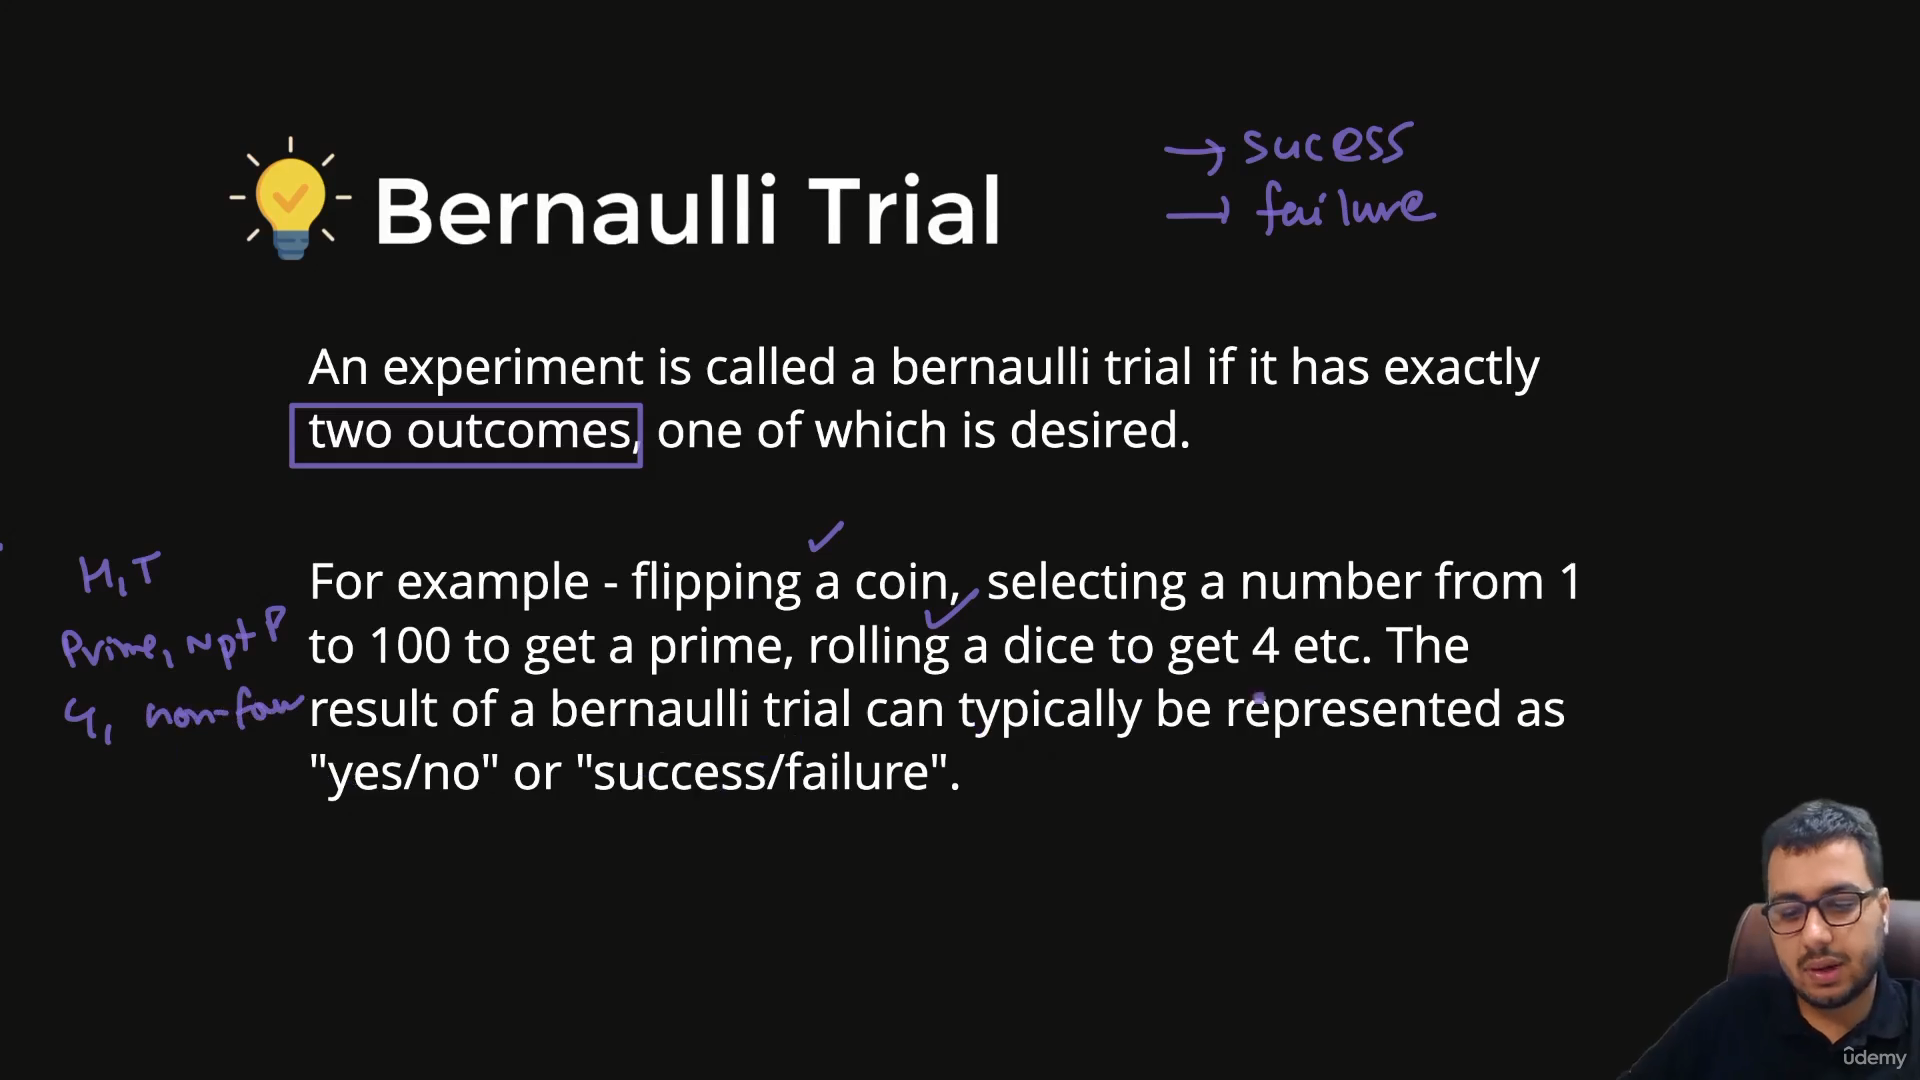 → sucess
Bernaulli Trial
→ failure
An experiment is called a bernaulli trial if it has exactly
two outcomes, one of which is desired.
H, T
For example - flipping a coin, selecting a number from 1
Prime, Npt P
to 100 to get a prime, rolling a dice to get 4 etc. The
4, non-four
result of a bernaulli trial can typically be represented as
"yes/no" or "success/failure".
ûdemy